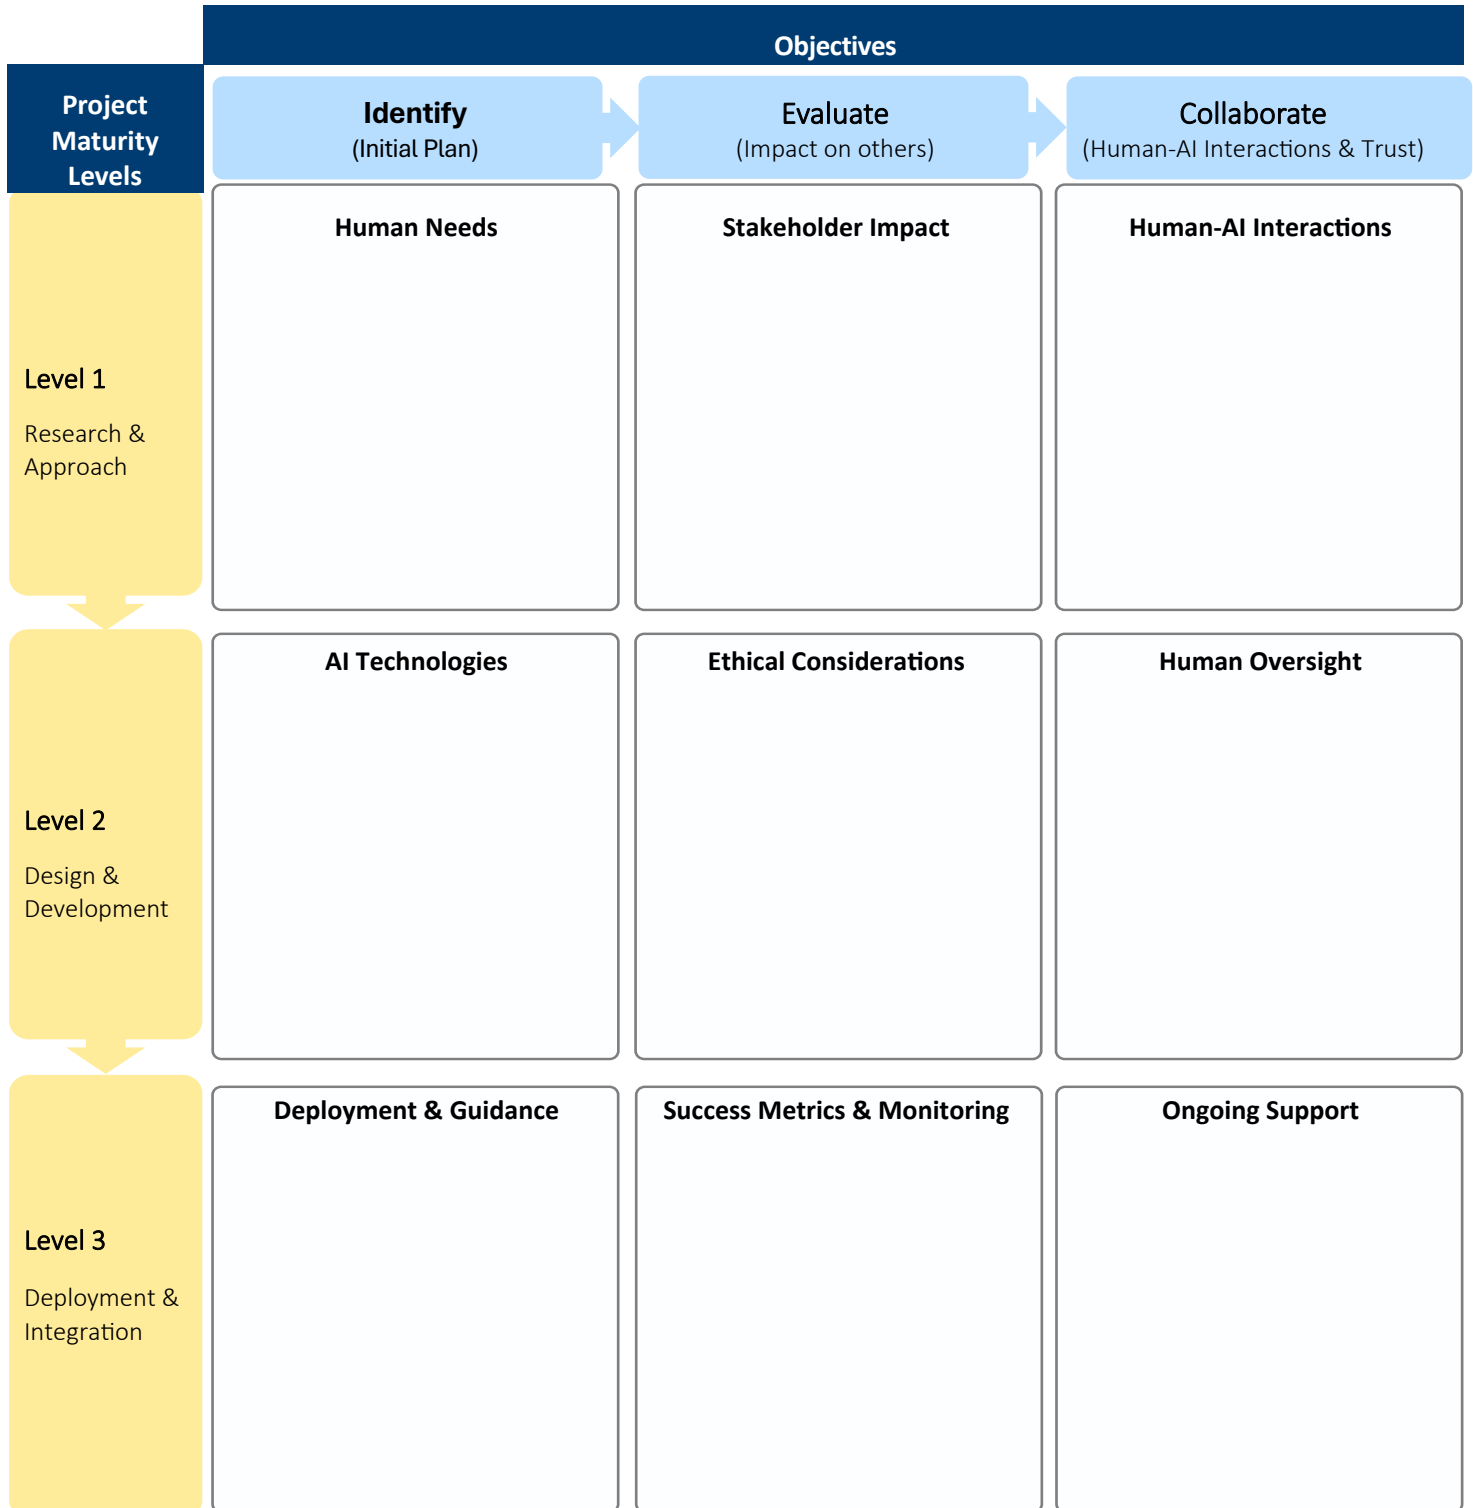 Objectives
Project
Maturity
Levels
Identify
(Initial Plan)
Evaluate
(Impact on others)
Collaborate
(Human-AI Interactions & Trust)
Level 1
Research &
Approach
Human Needs
Stakeholder Impact
Human-AI Interactions
Level 2
Design &
Development
AI Technologies
Ethical Considerations
Human Oversight
Level 3
Deployment &
Integration
Deployment & Guidance
Success Metrics & Monitoring
Ongoing Support